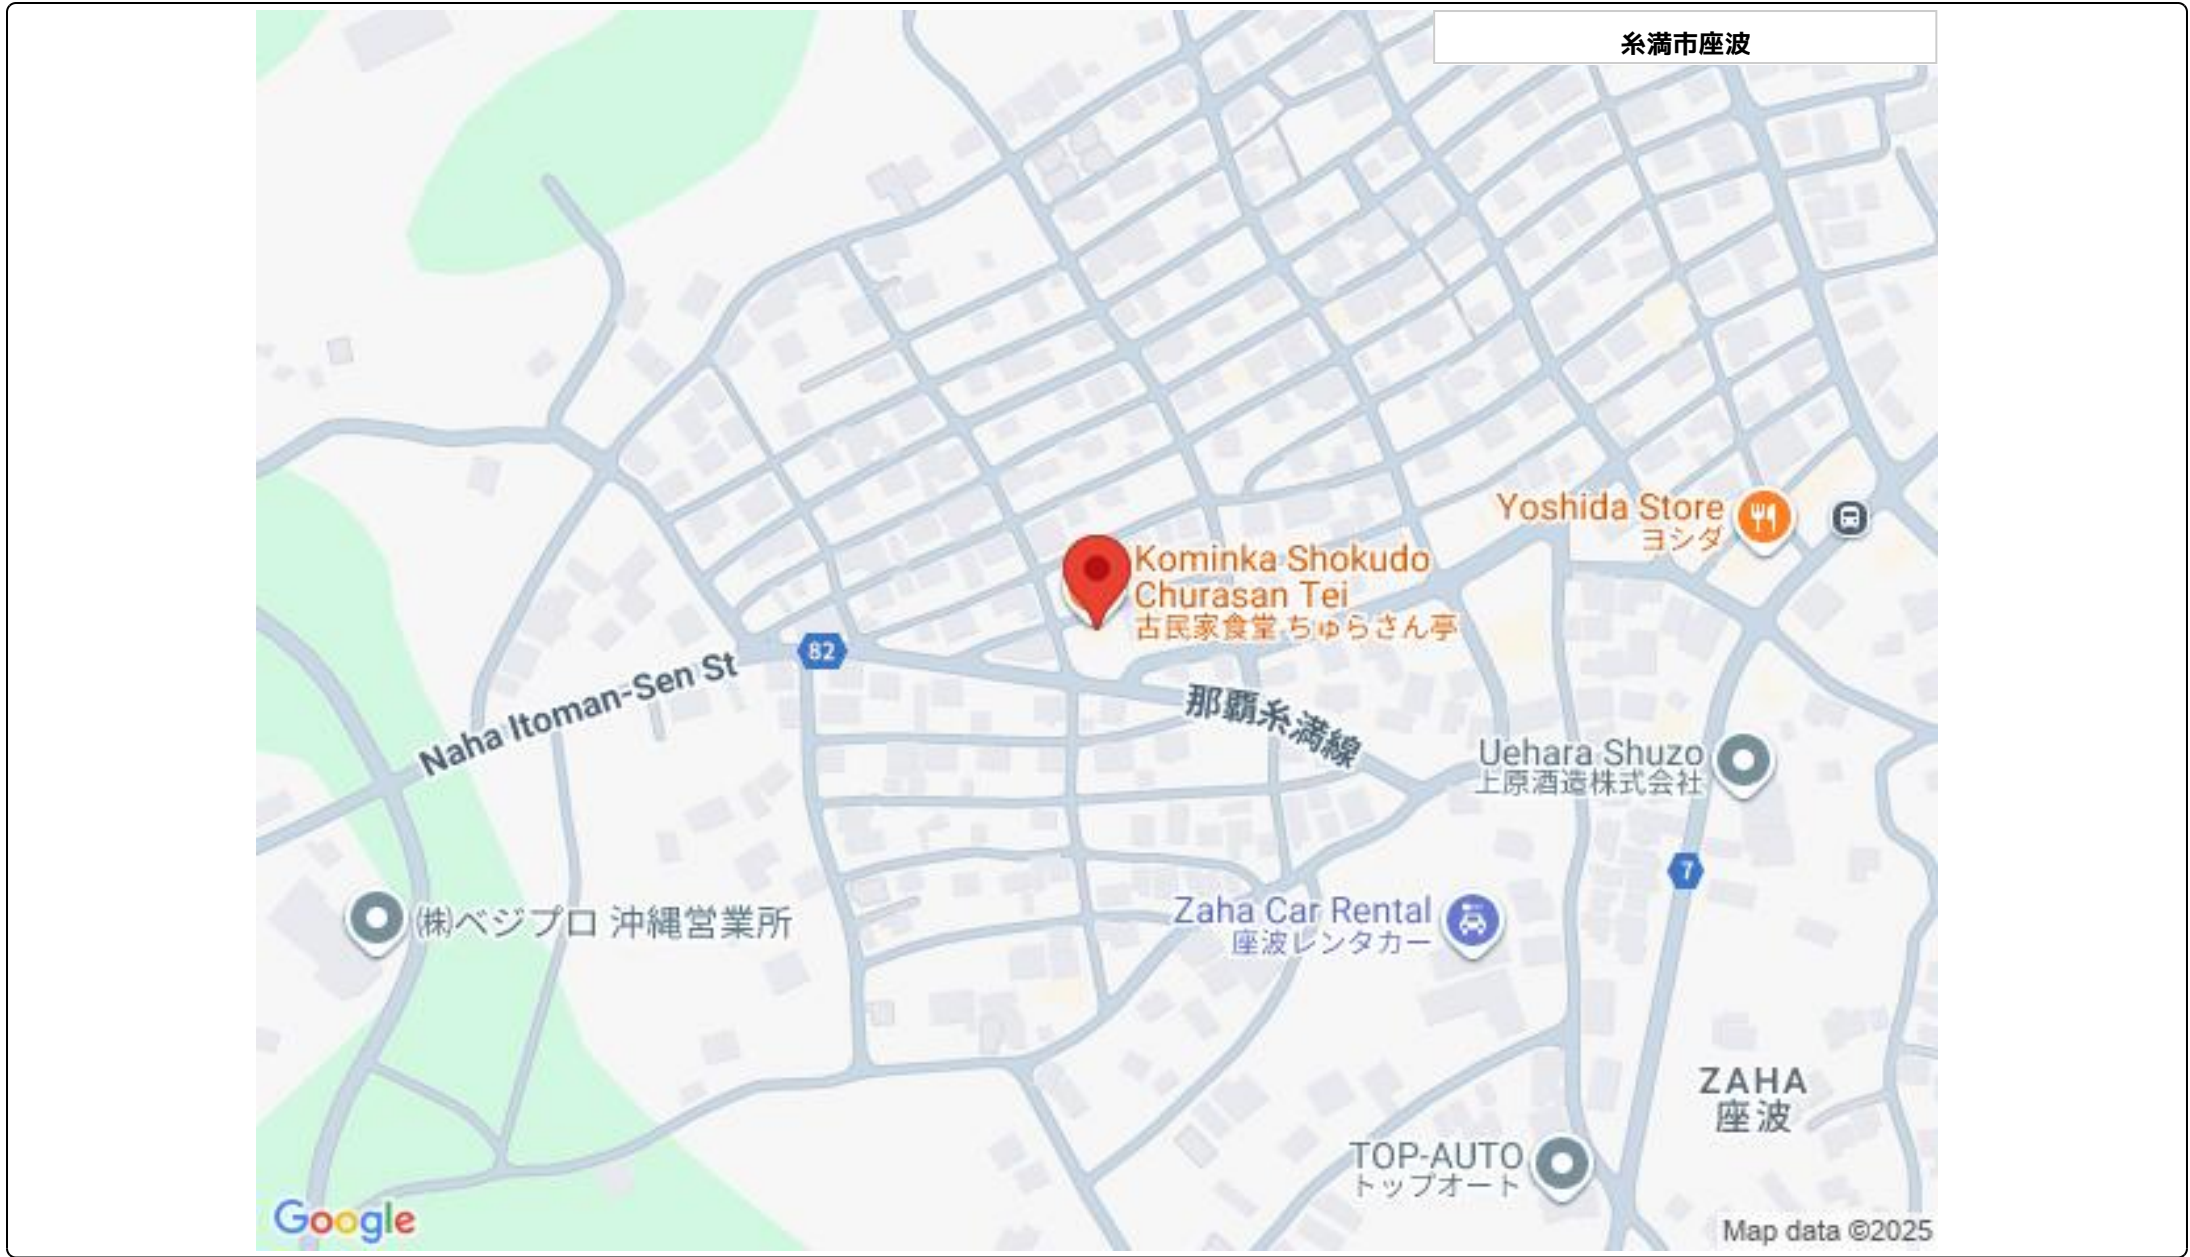 糸満市座波
Yoshida Store
ヨシダ
Kominka Shokudo
Churasan Tei
古民家食堂 ちゅらさん亭
82
Naha Itoman-Sen St
那覇糸満線
Uehara Shuzo
上原酒造株式会社
7
Zaha Car Rental
座波レンタカー
㈱ベジプロ 沖縄営業所
ZAHA
座波
TOP-AUTO
トップオート
Google
Map data ©2025